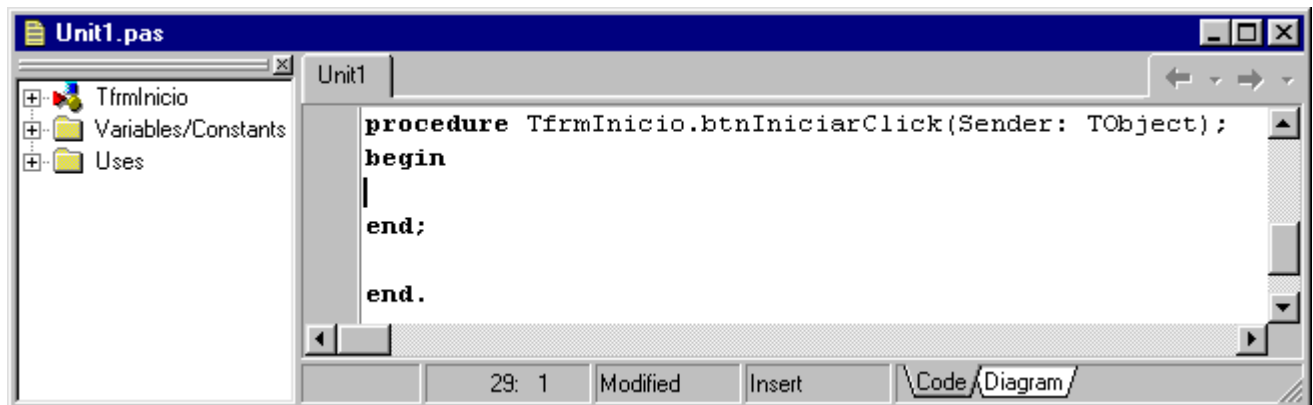 Unit1.pas
TfrmInicio
Variables/Constants
Uses
Unit1
procedure TfrmInicio.btnIniciarClick(Sender: TObject);
begin
end;
end.
29: 1 Modified Insert Code Diagram